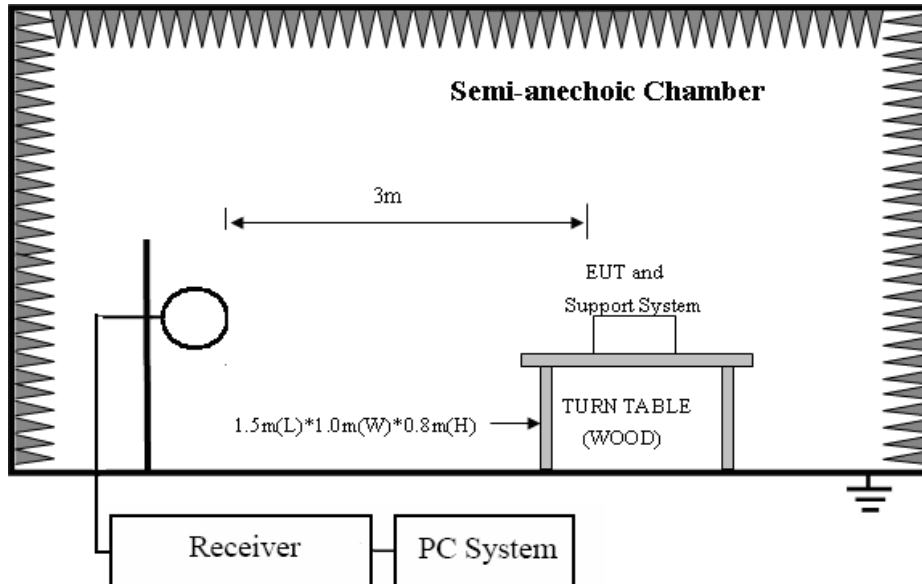 Semi-anechoic Chamber
3m
EUT and
Support System
1.5m(L)*1.0m(W)*0.8m(H)
TURN TABLE
(WOOD)
Receiver
PC System